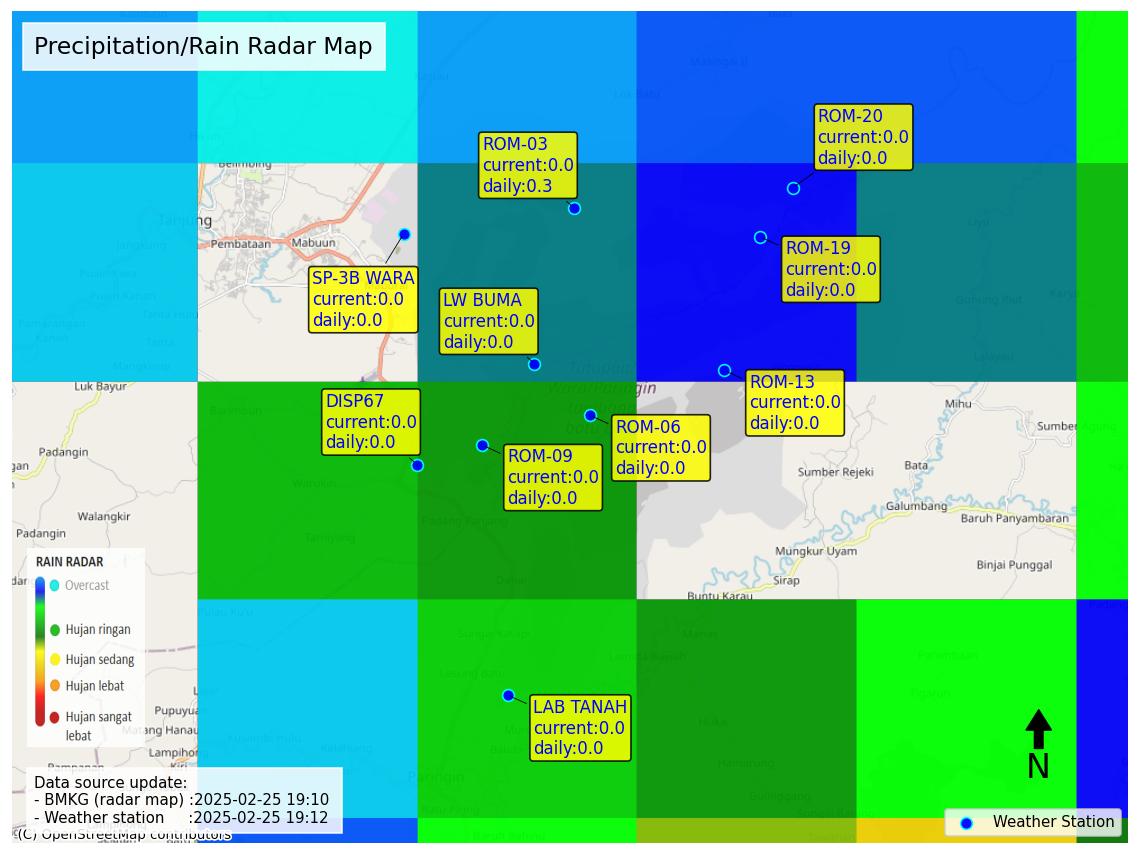 Precipitation/Rain Radar Map
ROM-20
current:0.0
daily:0.0
ROM-03
current:0.0
daily:0.3
Belimbing
Tanjung
Pembataan
Mabuun
ROM-19
current:0.0
daily:0.0
SP-3B WARA
current:0.0
daily:0.0
LW BUMA
current:0.0
daily:0.0
ROM-13
current:0.0
daily:0.0
Luk Bayur
DISP67
current:0.0
daily:0.0
Mihu
ROM-06
current:0.0
daily:0.0
ROM-09
current:0.0
daily:0.0
Padangin
Sumber Agung
Sumber Rejeki
Bata
Galumbang
Baruh Panyambaran
Walangkir
Padangin
Mungkur Uyam
Binjai Punggal
Sirap
Buntu Karau
RAIN RADAR
Overcast
Hujan ringan
Hujan sedang
Hujan lebat
Hujan sangat
lebat
LAB TANAH
current:0.0
daily:0.0
Pupuyuan
Matang Hanau
Lampihong
Paringin
N
Data source update:
- BMKG (radar map) :2025-02-25 19:10
- Weather station :2025-02-25 19:12
(C) OpenStreetMap contributors
Weather Station